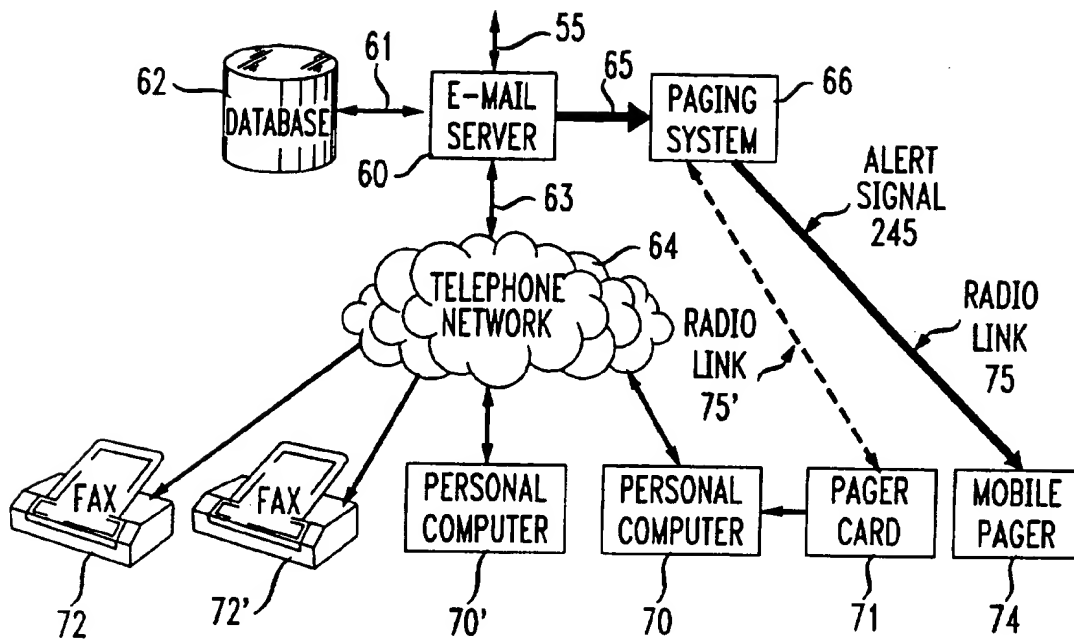 55
61
62
65
66
DATABASE
E-MAIL
SERVER
PAGING
SYSTEM
60
63
ALERT
SIGNAL
245
64
TELEPHONE
NETWORK
RADIO
LINK
75'
RADIO
LINK
75
FAX
FAX
PERSONAL
COMPUTER
PERSONAL
COMPUTER
PAGER
CARD
MOBILE
PAGER
72
72'
70'
70
71
74